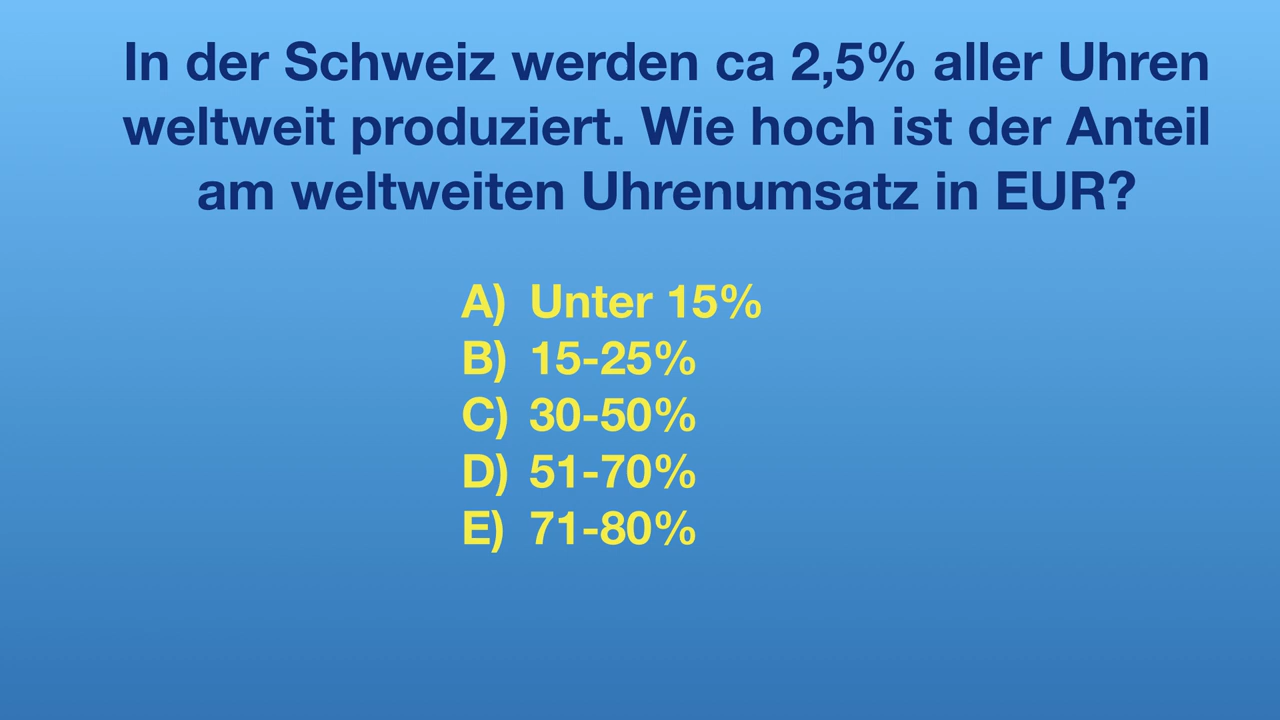 In der Schweiz werden ca 2,5% aller Uhren
weltweit produziert. Wie hoch ist der Anteil
am weltweiten Uhrenumsatz in EUR?
A) Unter 15%
B) 15-25%
C) 30-50%
D) 51-70%
E) 71-80%